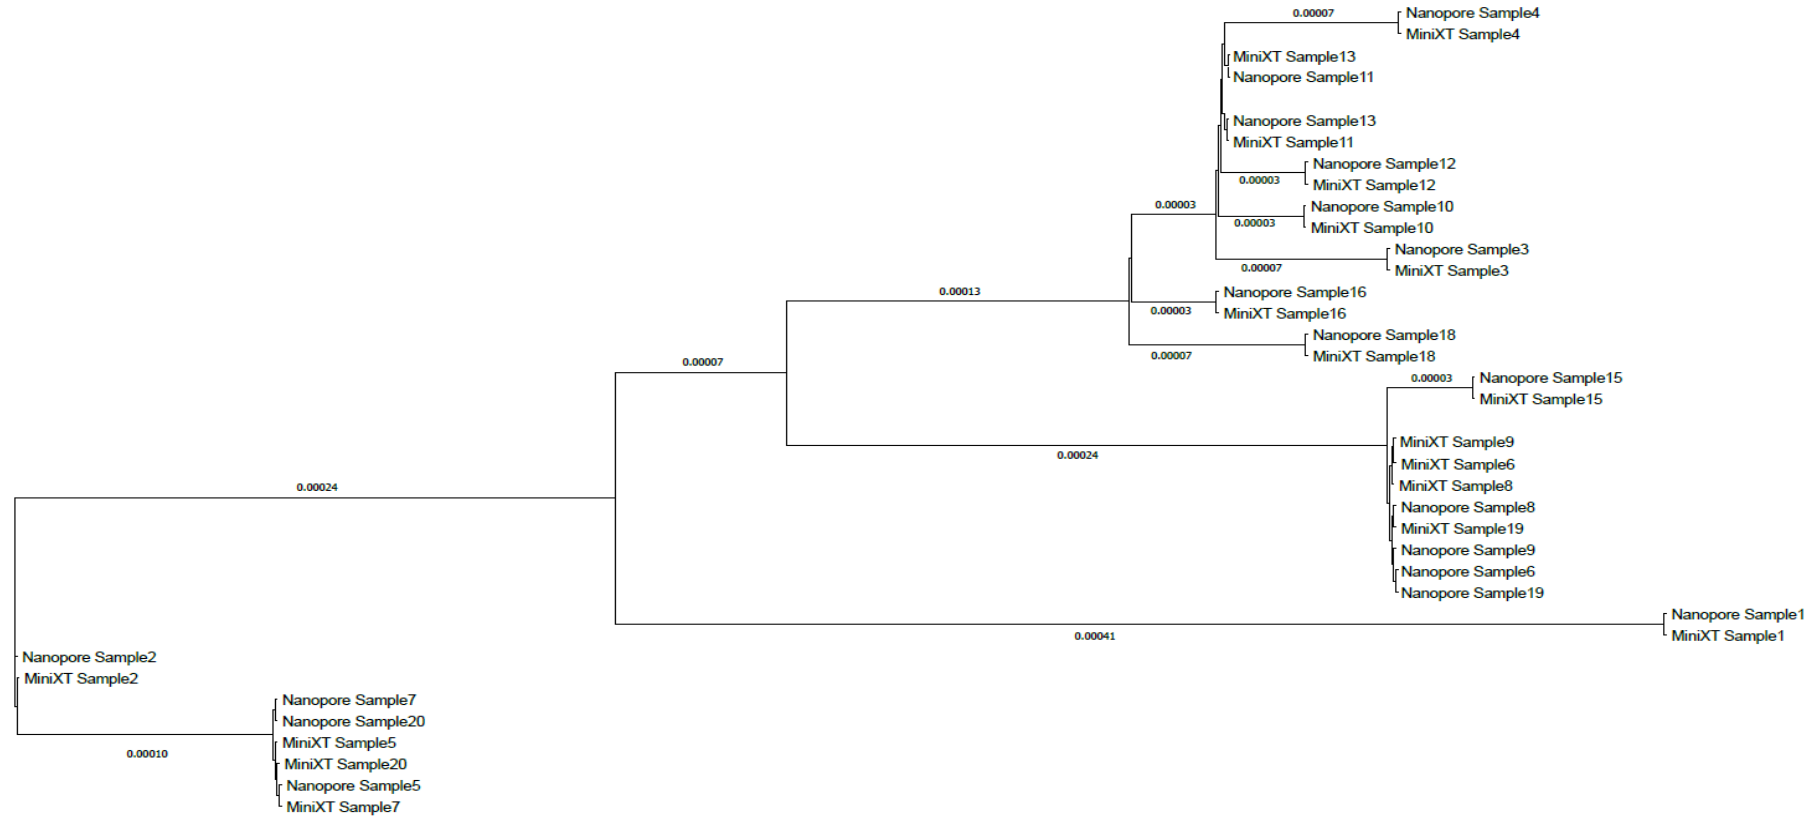 0.00007
Nanopore Sample4
MiniXT Sample4
MiniXT Sample13
Nanopore Sample11
Nanopore Sample13
MiniXT Sample11
Nanopore Sample12
0.00003
MiniXT Sample12
0.00003
Nanopore Sample10
0.00003
MiniXT Sample10
Nanopore Sample3
0.00007
MiniXT Sample3
0.00013
Nanopore Sample16
0.00003
MiniXT Sample16
Nanopore Sample18
0.00007
MiniXT Sample18
0.00007
0.00003
Nanopore Sample15
MiniXT Sample15
MiniXT Sample9
0.00024
MiniXT Sample6
MiniXT Sample8
0.00024
Nanopore Sample8
MiniXT Sample19
Nanopore Sample9
Nanopore Sample6
Nanopore Sample19
Nanopore Sample1
0.00041
MiniXT Sample1
Nanopore Sample2
MiniXT Sample2
Nanopore Sample7
Nanopore Sample20
MiniXT Sample5
0.00010
MiniXT Sample20
Nanopore Sample5
MiniXT Sample7